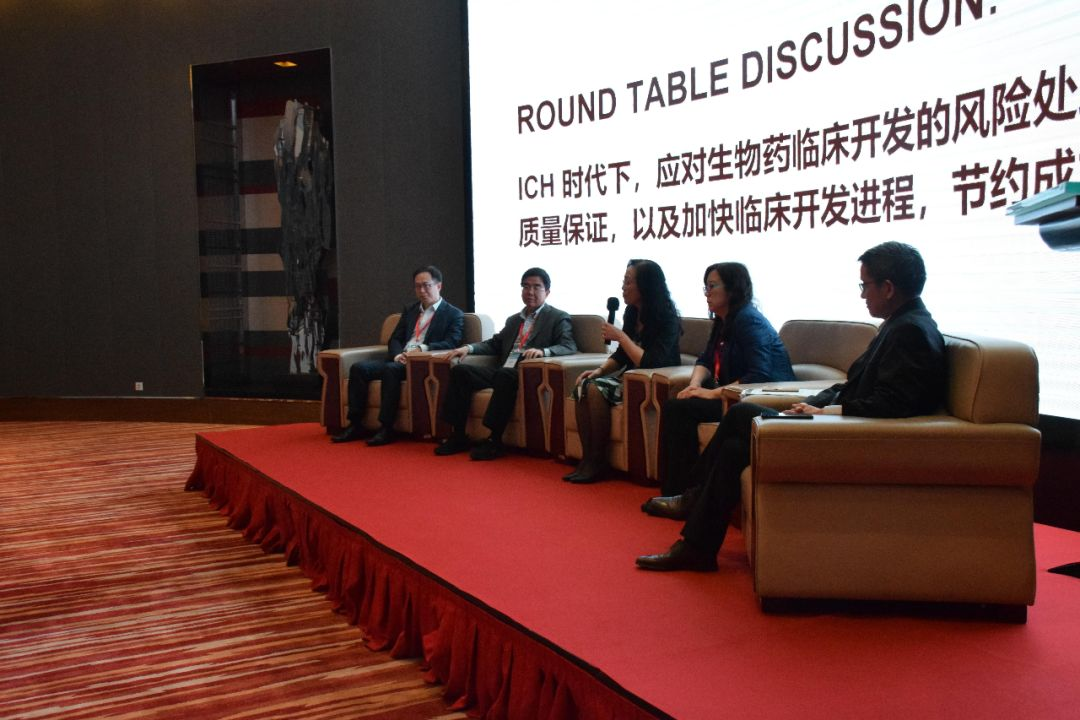 ROUND TABLE DISCUSSION:
ICH 时代下，应对生物药临床开发的风险处
质量保证，以及加快临床开发进程，节约成